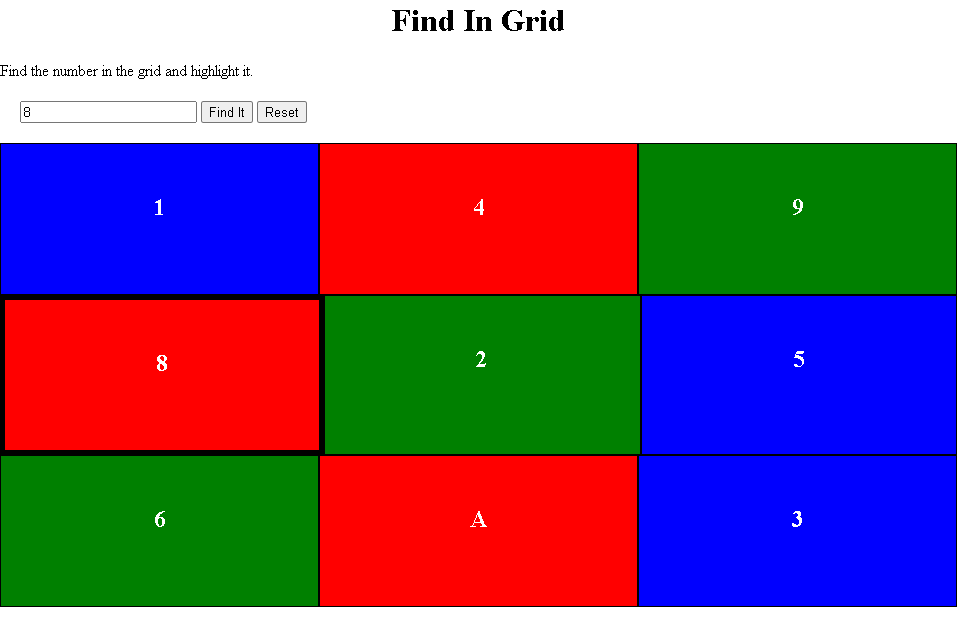 Find In Grid
Find the number in the grid and highlight it.
8 Find It Reset
1 4 9
8 2 5
6 A 3